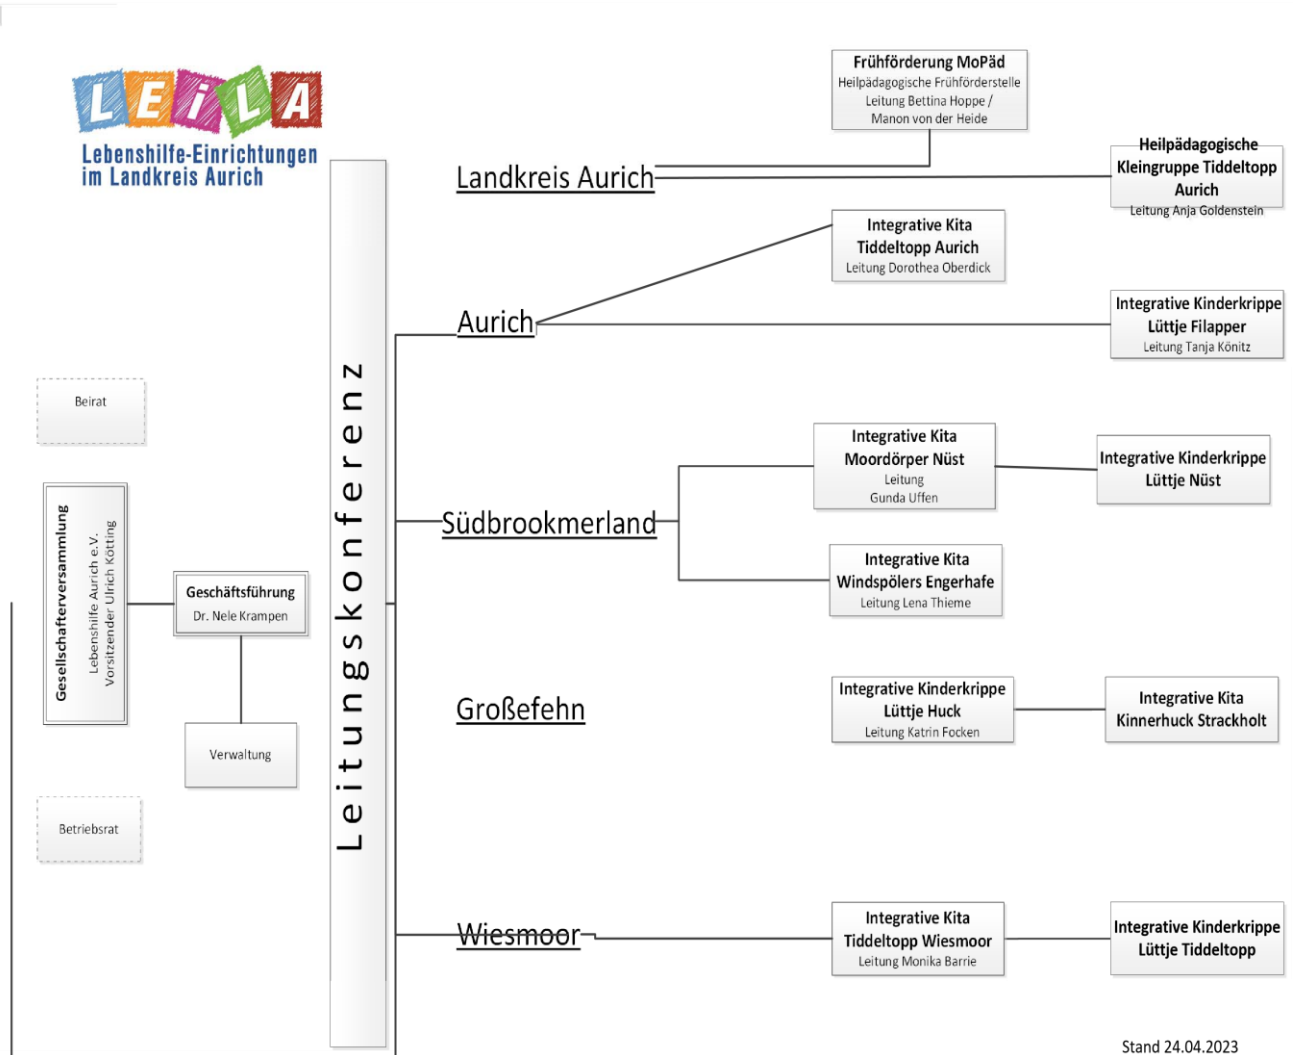 LEiLA
Lebenshilfe-Einrichtungen
im Landkreis Aurich
Beirat
Gesellschafterversammlung
Lebenshilfe Aurich e.V.
Vorsitzender Ulrich Kötting
Geschäftsführung
Dr. Nele Krampen
Verwaltung
Betriebsrat
Leitungskonferenz
Landkreis Aurich
Frühförderung MoPäd
Heilpädagogische Frühförderstelle
Leitung Bettina Hoppe /
Manon von der Heide
Heilpädagogische
Kleingruppe Tiddeltopp
Aurich
Leitung Anja Goldenstein
Aurich
Integrative Kita
Tiddeltopp Aurich
Leitung Dorothea Oberdick
Integrative Kinderkrippe
Lüttje Filapper
Leitung Tanja Könitz
Südbrookmerland
Integrative Kita
Moordörper Nüst
Leitung
Gunda Uffen
Integrative Kinderkrippe
Lüttje Nüst
Integrative Kita
Windspölers Engerhafe
Leitung Lena Thieme
Großefehn
Integrative Kinderkrippe
Lüttje Huck
Leitung Katrin Focken
Integrative Kita
Kinnerhuck Strackholt
Wiesmoor
Integrative Kita
Tiddeltopp Wiesmoor
Leitung Monika Barrie
Integrative Kinderkrippe
Lüttje Tiddeltopp
Stand 24.04.2023